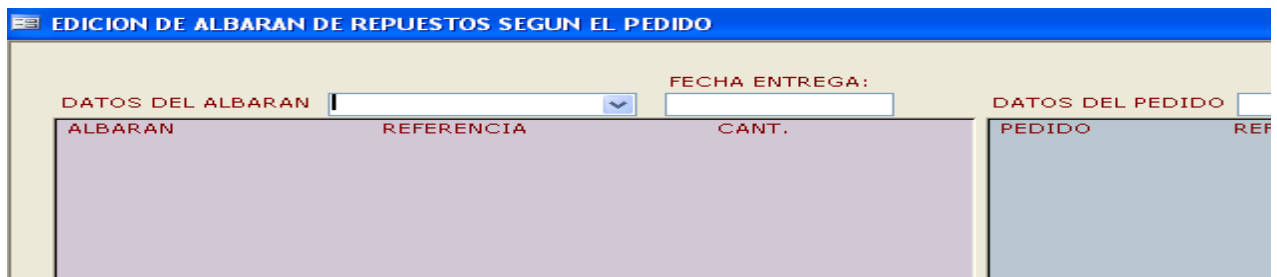 EDICION DE ALBARAN DE REPUESTOS SEGUN EL PEDIDO
FECHA ENTREGA:
DATOS DEL ALBARAN DATOS DEL PEDIDO
ALBARAN REFERENCIA CANT. PEDIDO REF